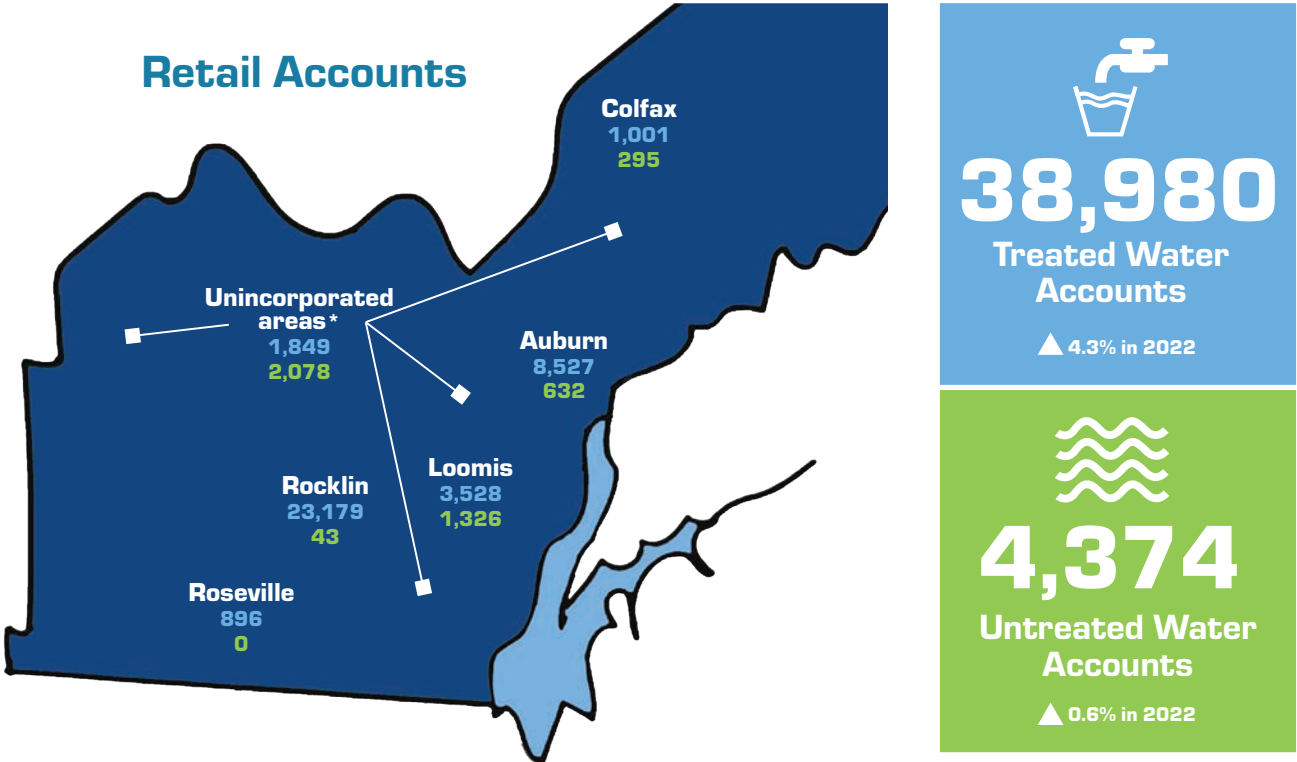 Retail Accounts
Colfax
1,001
295
Unincorporated
areas*
1,849
2,078
Auburn
8,527
632
Loomis
3,528
1,326
Rocklin
23,179
43
Roseville
896
0
38,980
Treated Water
Accounts
4.3% in 2022
4,374
Untreated Water
Accounts
0.6% in 2022